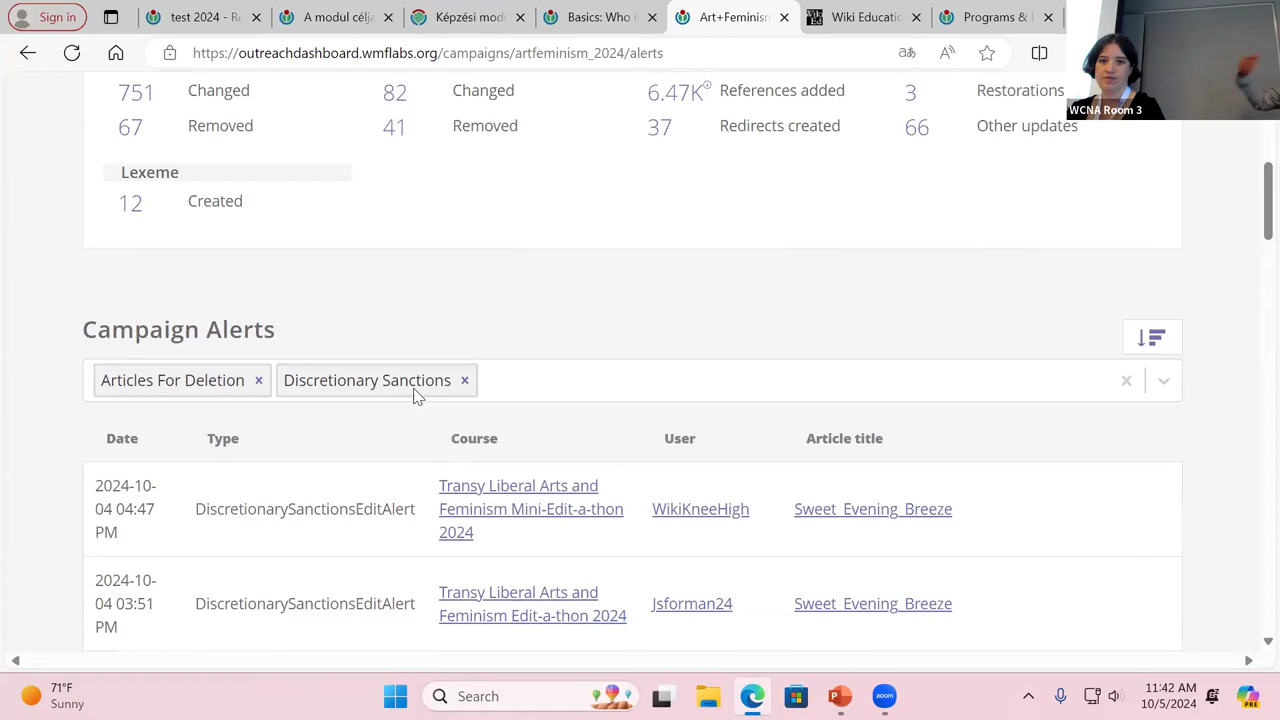 Sign in
test 2024 - Re
A modul célje
Képzési mod
Basics: Who i
Art+Feminism
Wiki Educatic
Programs & I
https://outreachdashboard.wmflabs.org/campaigns/artfeminism_2024/alerts
WCNA Room 3
751 Changed 82 Changed 6.47K References added 3 Restorations
67 Removed 41 Removed 37 Redirects created 66 Other updates
Lexeme
12 Created
Campaign Alerts
Articles For Deletion × Discretionary Sanctions ×
Date Type Course User Article title
2024-10-
04 04:47
PM
DiscretionarySanctionsEditAlert
Transy Liberal Arts and
Feminism Mini-Edit-a-thon
2024
WikiKneeHigh
Sweet_Evening_Breeze
2024-10-
04 03:51
PM
DiscretionarySanctionsEditAlert
Transy Liberal Arts and
Feminism Edit-a-thon 2024
Jsforman24
Sweet_Evening_Breeze
71°F
Sunny
Search
zoom
PRE
11:42 AM
10/5/2024